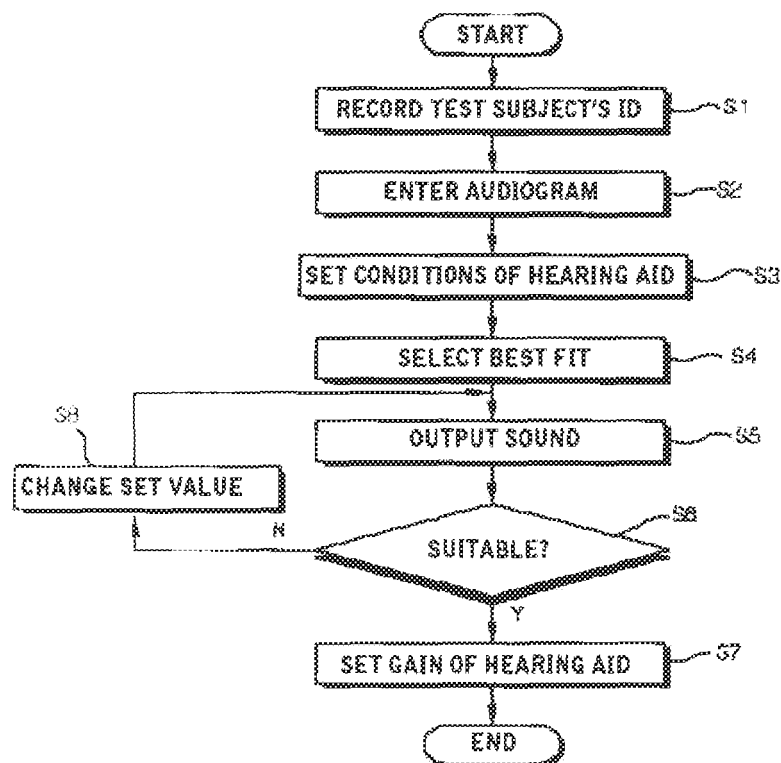 START
RECORD TEST SUBJECT'S ID
S1
ENTER AUDIOGRAM
S2
SET CONDITIONS OF HEARING AID
S3
SELECT BEST FIT
S4
OUTPUT SOUND
S5
S8
CHANGE SET VALUE
N
SUITABLE?
S6
Y
SET GAIN OF HEARING AID
S7
END